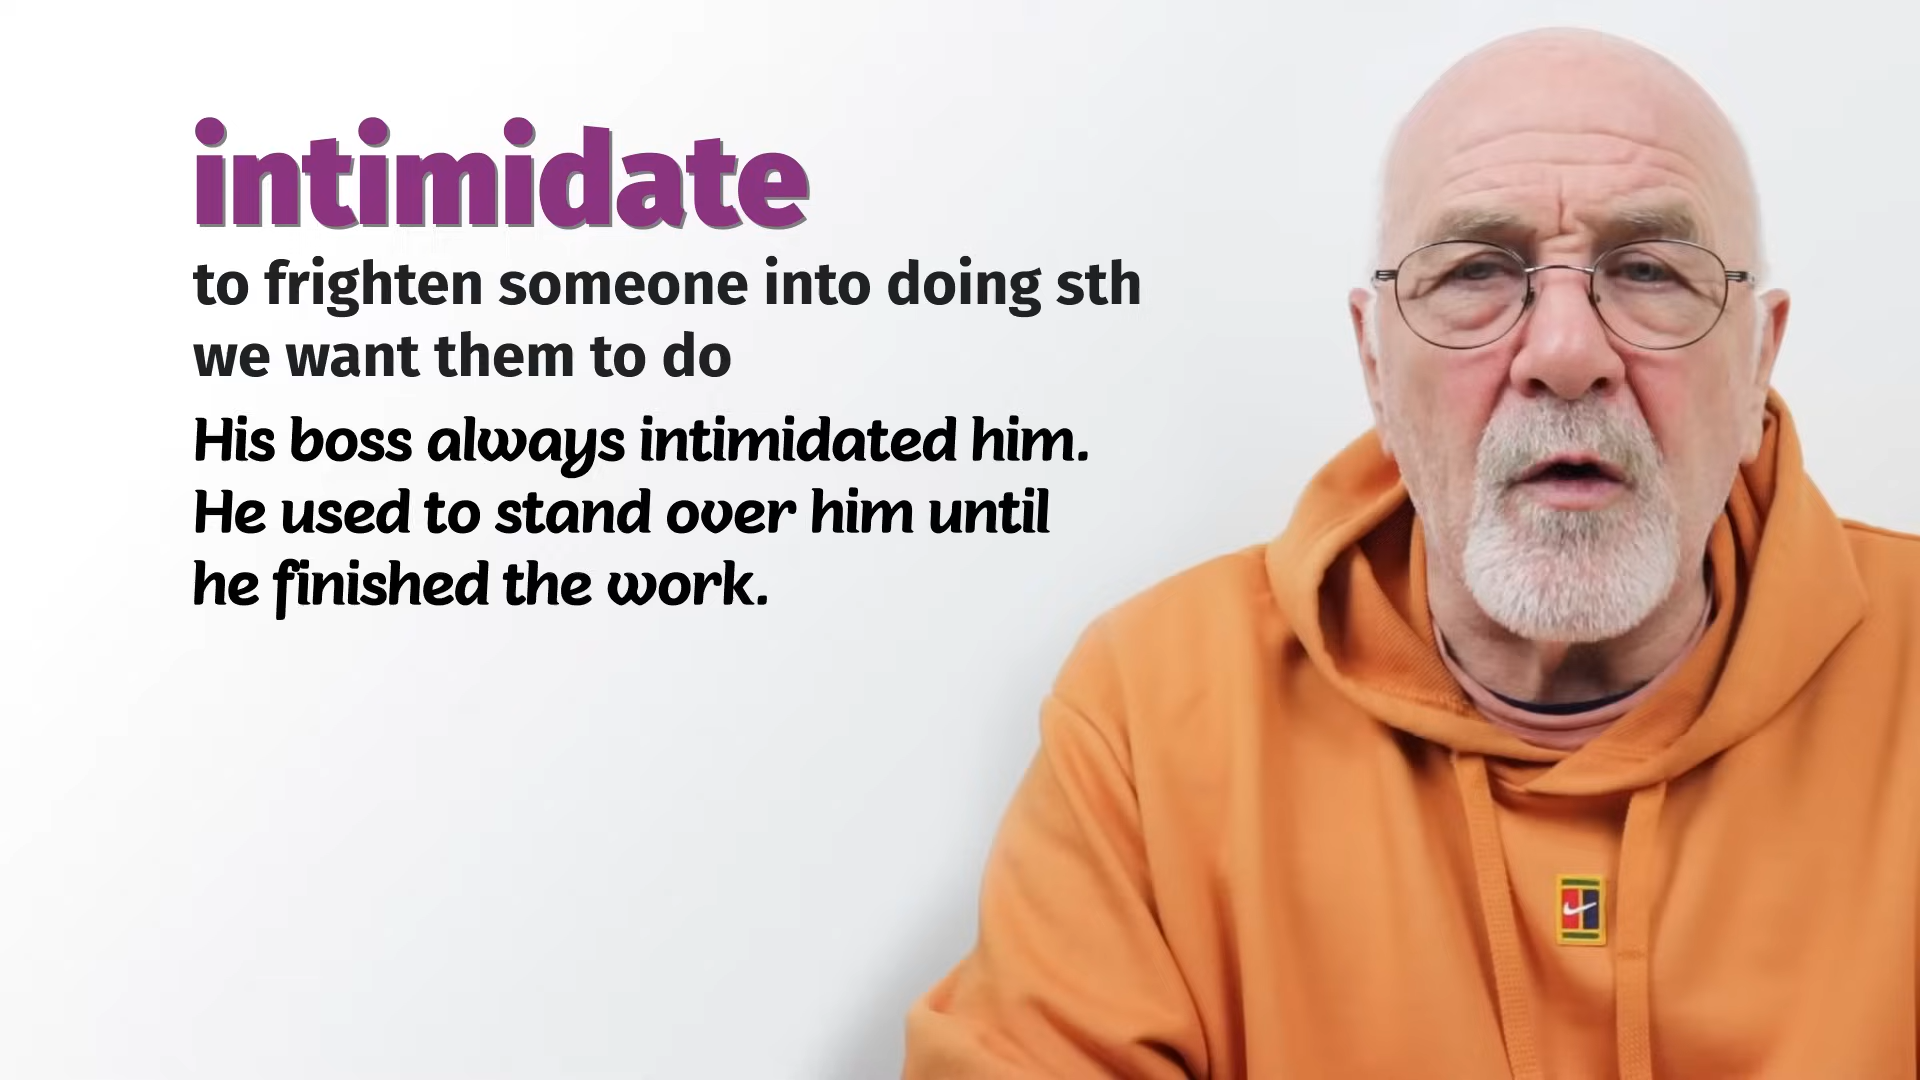 intimidate
to frighten someone into doing sth
we want them to do
His boss always intimidated him.
He used to stand over him until
he finished the work.